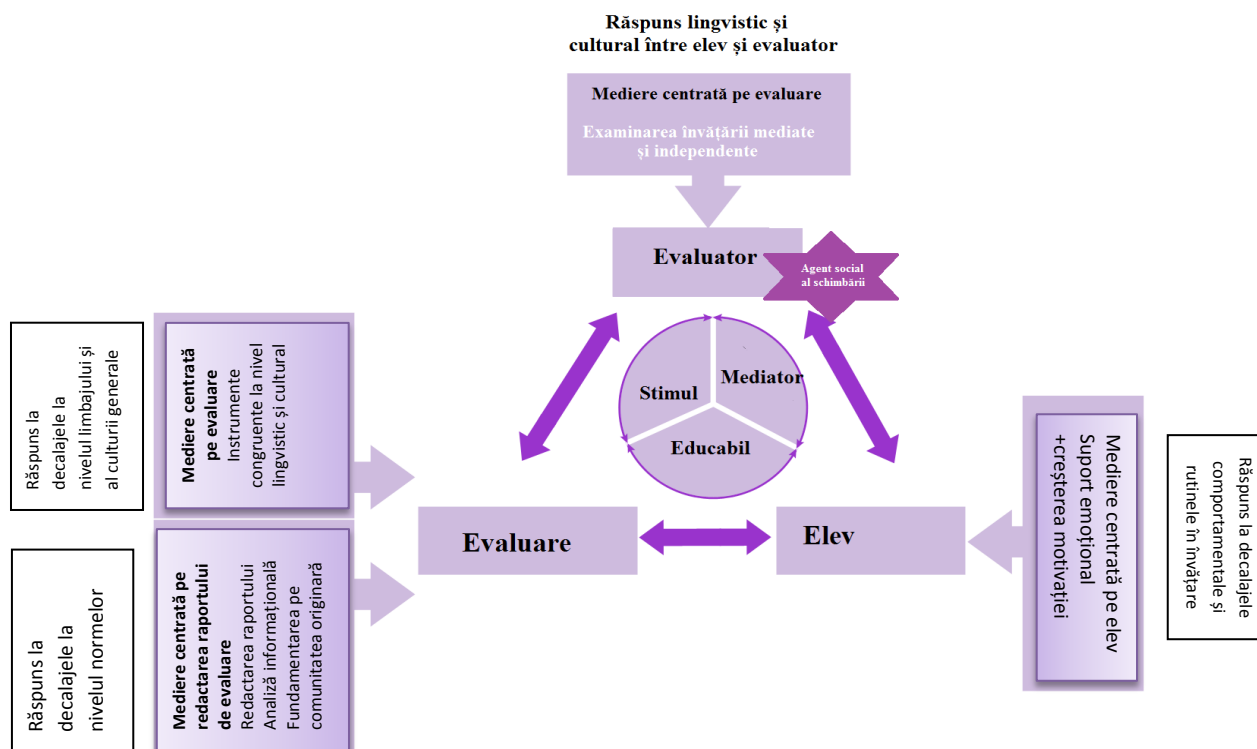 Răspuns lingvistic și
cultural între elev și evaluator
Mediere centrată pe evaluare
Examinarea învățării mediate
și independente
Evaluator
Agent social
al schimbării
Stimul
Mediator
Educabil
Evaluare
Elev
Răspuns la
decalajele la
nivelul limbajului și
al culturii generale
Mediere centrată
pe evaluare
Instrumente
congruente la nivel
lingvistic și cultural
Răspuns la
decalajele la
nivelul normelor
Mediere centrată pe
redactarea raportului
de evaluare
Redactarea raportului
Analiză informațională
Fundamentarea pe
comunitatea originară
Mediere centrată pe elev
Suport emoțional
+creșterea motivației
Răspuns la decalajele
comportamentale și
rutinele în învățare